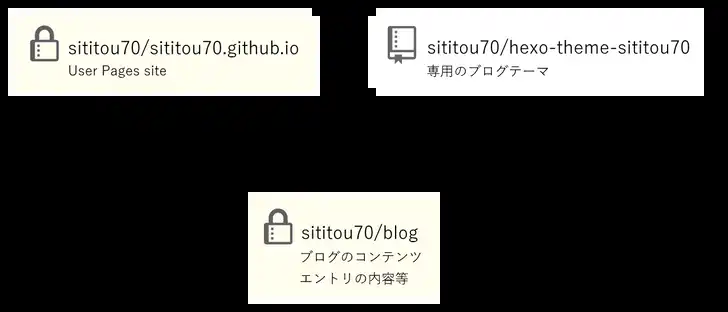 sititou70/sititou70.github.io
User Pages site
sititou70/hexo-theme-sititou70
専用のブログテーマ
sititou70/blog
ブログのコンテンツ
エントリの内容等